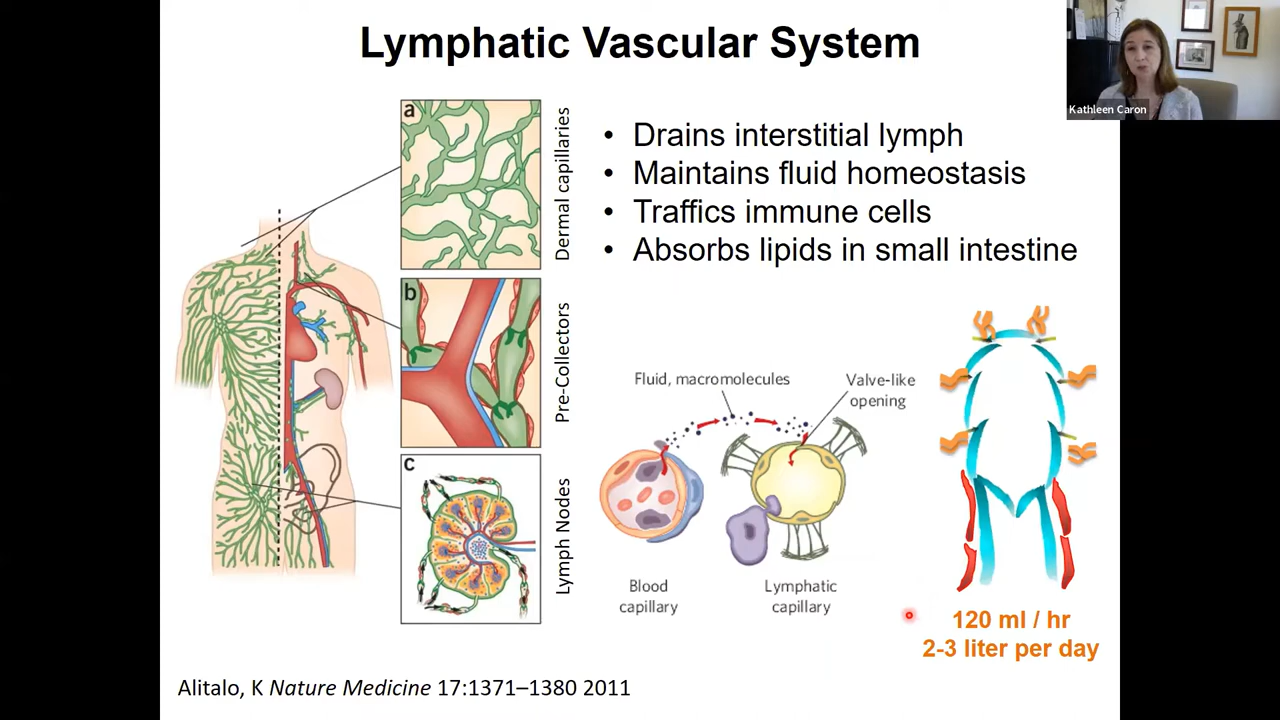 Lymphatic Vascular System
Kathleen Caron
a
Dermal capillaries
b
Pre-Collectors
c
Lymph Nodes
• Drains interstitial lymph
• Maintains fluid homeostasis
• Traffics immune cells
• Absorbs lipids in small intestine
Fluid, macromolecules
Valve-like
opening
Blood
capillary
Lymphatic
capillary
120 ml / hr
2-3 liter per day
Alitalo, K Nature Medicine 17:1371–1380 2011